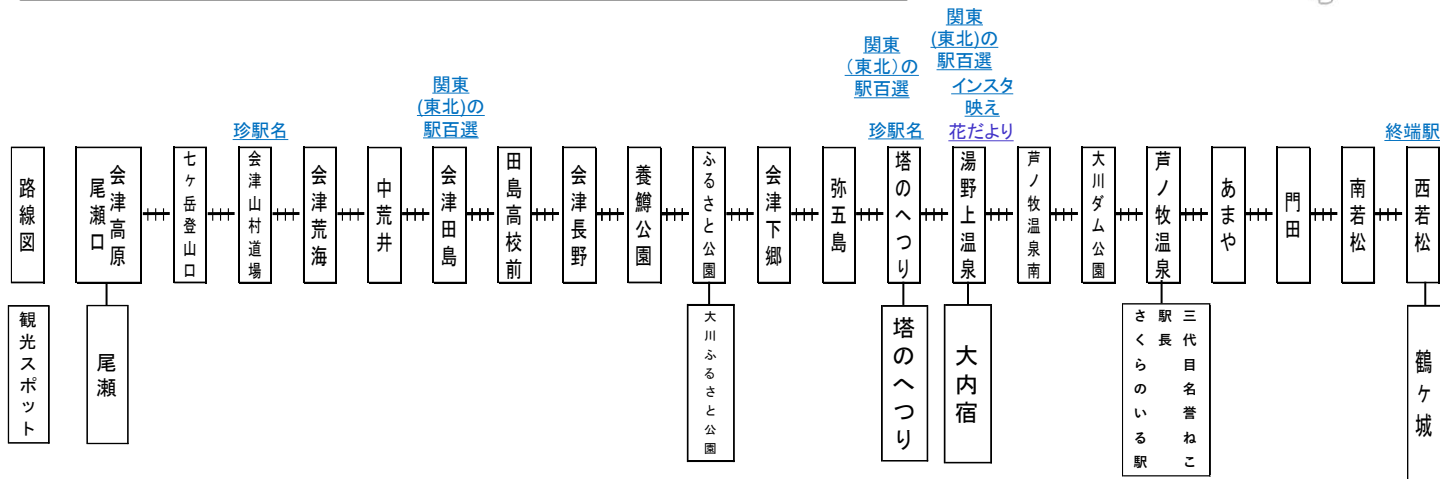 関東
(東北)の
駅百選
関東
（東北）の
駅百選
インスタ
映え
関東
(東北)の
駅百選
珍駅名
珍駅名
花だより
終端駅
路線図
会津高原
尾瀬口
七ヶ岳登山口
会津山村道場
会津荒海
中荒井
会津田島
田島高校前
会津長野
養鱒公園
ふるさと公園
会津下郷
弥五島
塔のへつり
湯野上温泉
芦ノ牧温泉南
大川ダム公園
芦ノ牧温泉
あまや
門田
南若松
西若松
観光スポット
尾瀬
大川ふるさと公園
塔のへつり
大内宿
三代目名誉ねこ
駅長
さくらのいる駅
鶴ケ城